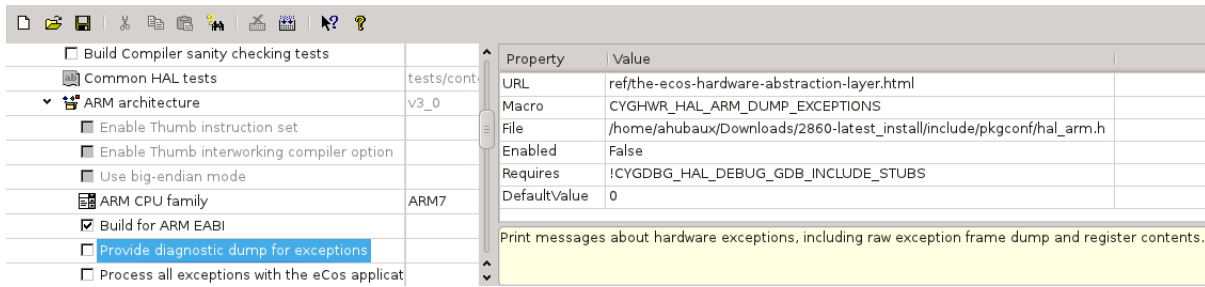 Build Compiler sanity checking tests
Common HAL tests tests/cont
ARM architecture v3_0
Enable Thumb instruction set
Enable Thumb interworking compiler option
Use big-endian mode
ARM CPU family ARM7
Build for ARM EABI
Provide diagnostic dump for exceptions
Process all exceptions with the eCos applicat
Property Value
URL ref/the-ecos-hardware-abstraction-layer.html
Macro CYGHWR_HAL_ARM_DUMP_EXCEPTIONS
File /home/ahubaux/Downloads/2860-latest_install/include/pkgconf/hal_arm.h
Enabled False
Requires !CYGDBG_HAL_DEBUG_GDB_INCLUDE_STUBS
DefaultValue 0
Print messages about hardware exceptions, including raw exception frame dump and register contents.